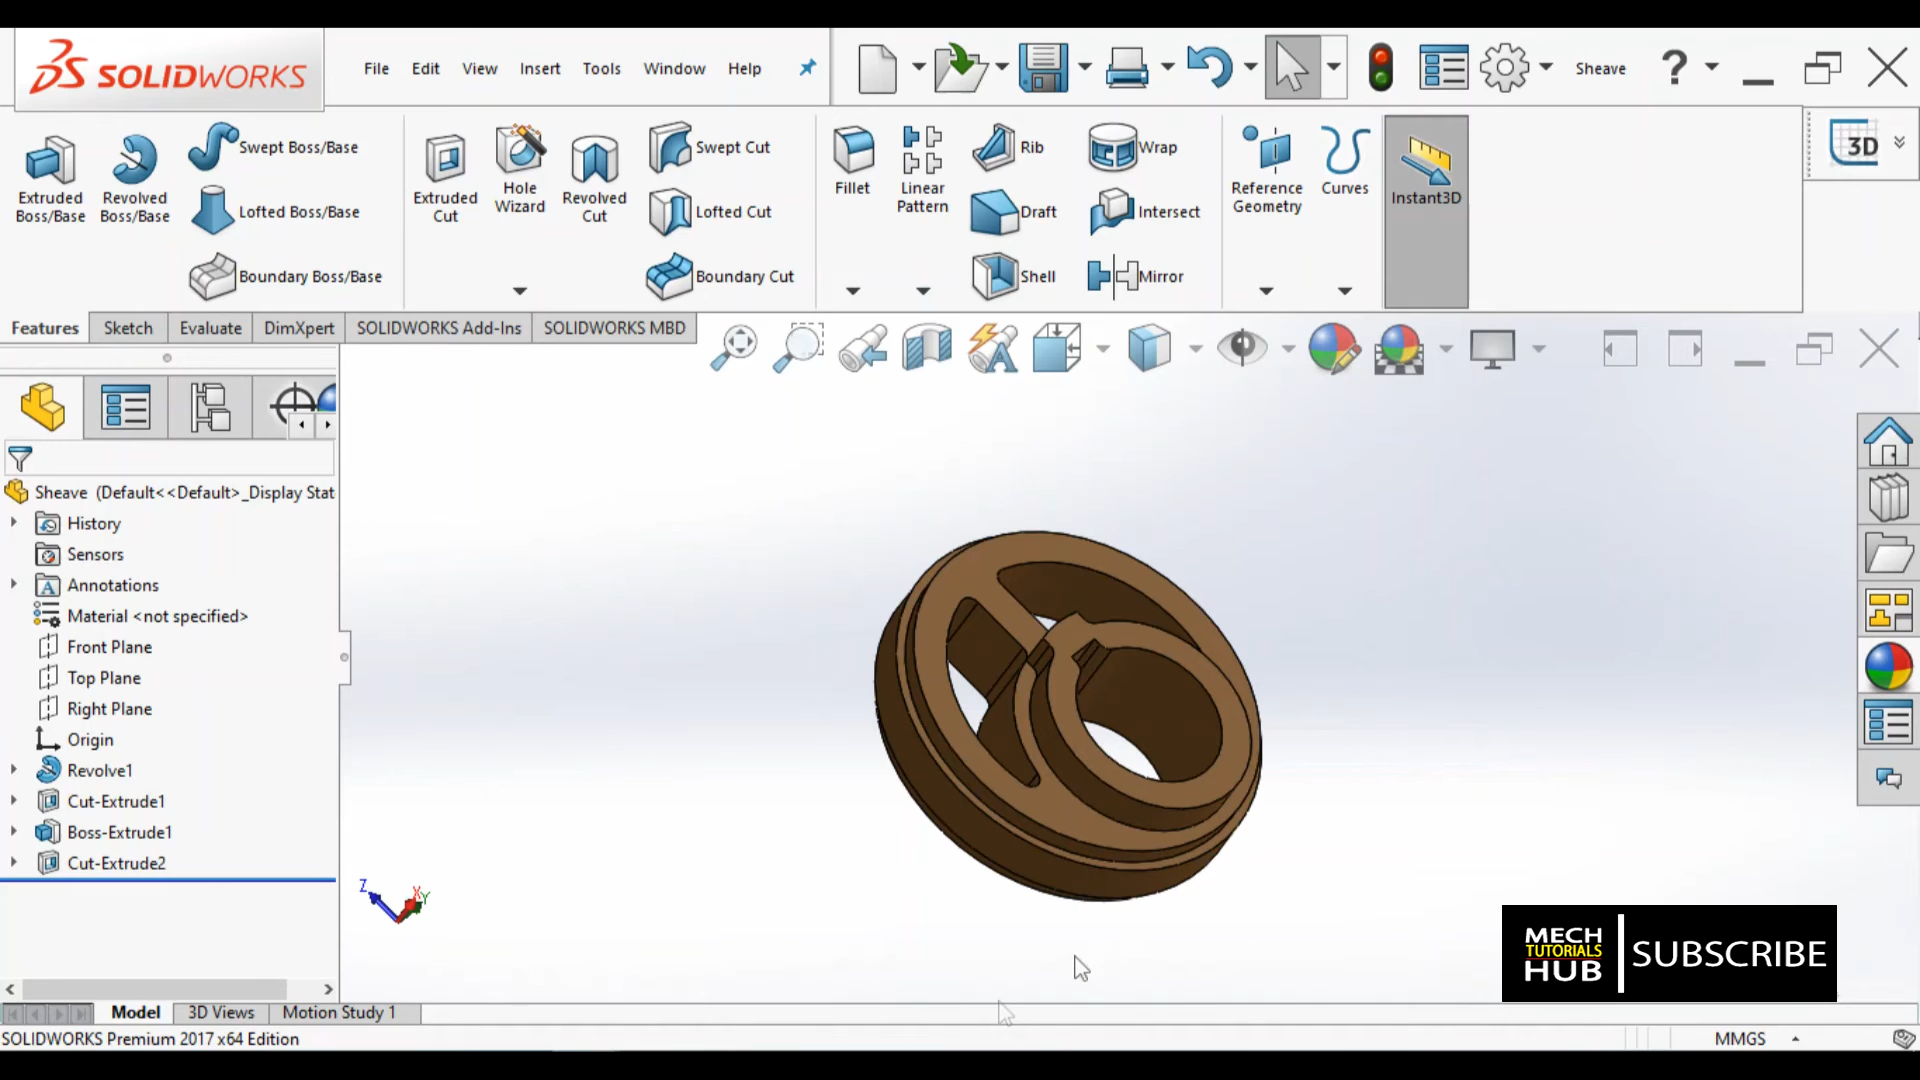 SOLIDWORKS
File Edit View Insert Tools Window Help
Sheave
?
Extruded
Boss/Base
Revolved
Boss/Base
Swept Boss/Base
Lofted Boss/Base
Boundary Boss/Base
Extruded
Cut
Hole
Wizard
Revolved
Cut
Swept Cut
Lofted Cut
Boundary Cut
Fillet
Linear
Pattern
Rib
Draft
Shell
Wrap
Intersect
Mirror
Reference
Geometry
Curves
Instant3D
3D
Features Sketch Evaluate DimXpert SOLIDWORKS Add-Ins SOLIDWORKS MBD
Sheave (Default<<Default>_Display Stat
History
Sensors
Annotations
Material <not specified>
Front Plane
Top Plane
Right Plane
Origin
Revolve1
Cut-Extrude1
Boss-Extrude1
Cut-Extrude2
Z
X
Y
MECH
TUTORIALS
HUB
SUBSCRIBE
Model 3D Views Motion Study 1
SOLIDWORKS Premium 2017 x64 Edition
MMGS